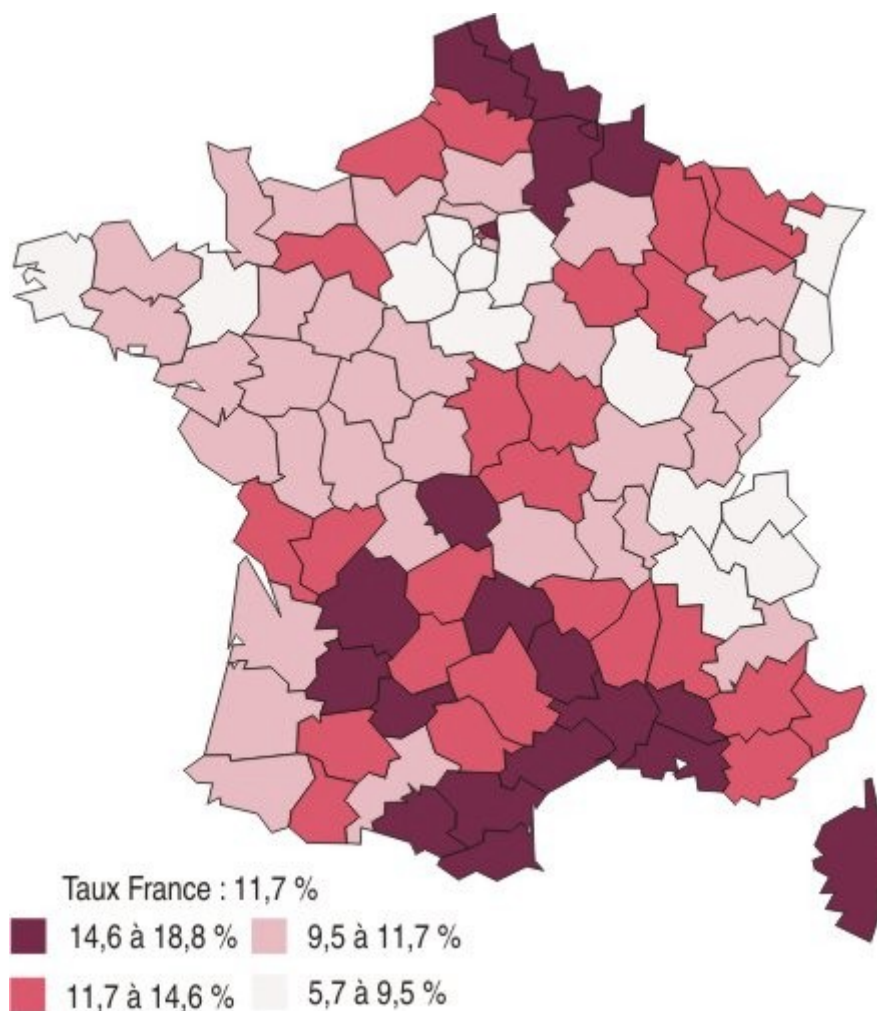 Taux France : 11,7 %
14,6 à 18,8 %
9,5 à 11,7 %
11,7 à 14,6 %
5,7 à 9,5 %